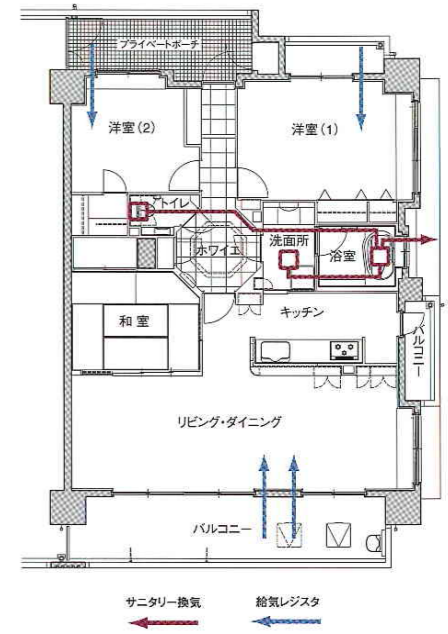 プライベートポーチ
洋室(2)
洋室(1)
トイレ
ホワイエ
洗面所
浴室
和室
キッチン
バルコニー
リビング・ダイニング
バルコニー
サニタリー換気
給気レジスタ